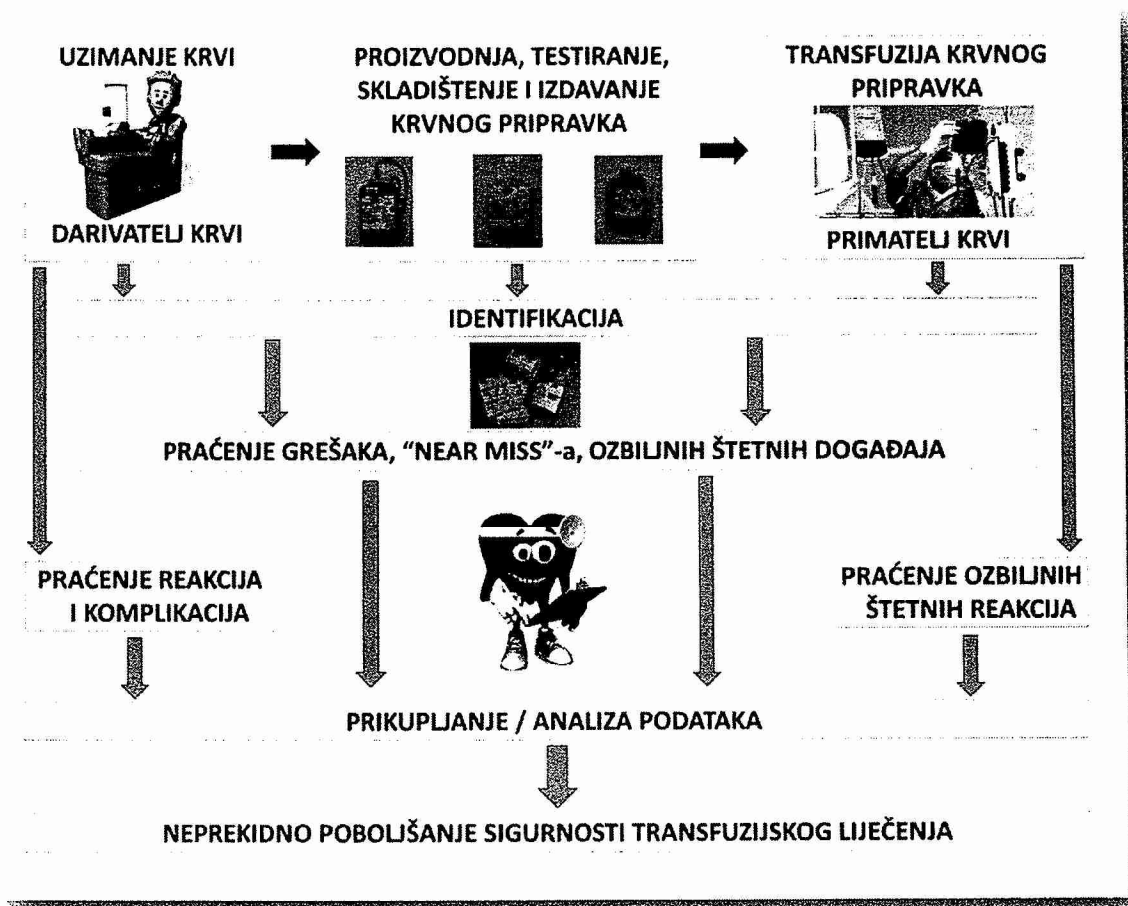 UZIMANJE KRVI
DARIVATELJ KRVI
PROIZVODNJA, TESTIRANJE,
SKLADIŠTENJE I IZDAVANJE
KRVNOG PRIPRAVKA
TRANSFUZIJA KRVNOG
PRIPRAVKA
PRIMATELJ KRVI
IDENTIFIKACIJA
PRAĆENJE GREŠAKA, “NEAR MISS”-a, OZBILJNIH ŠTETNIH DOGAĐAJA
PRAĆENJE REAKCIJA
I KOMPLIKACIJA
PRAĆENJE OZBILJNIH
ŠTETNIH REAKCIJA
PRIKUPLJANJE / ANALIZA PODATAKA
NEPREKIDNO POBOLJŠANJE SIGURNOSTI TRANSFUZIJSKOG LIJEČENJA